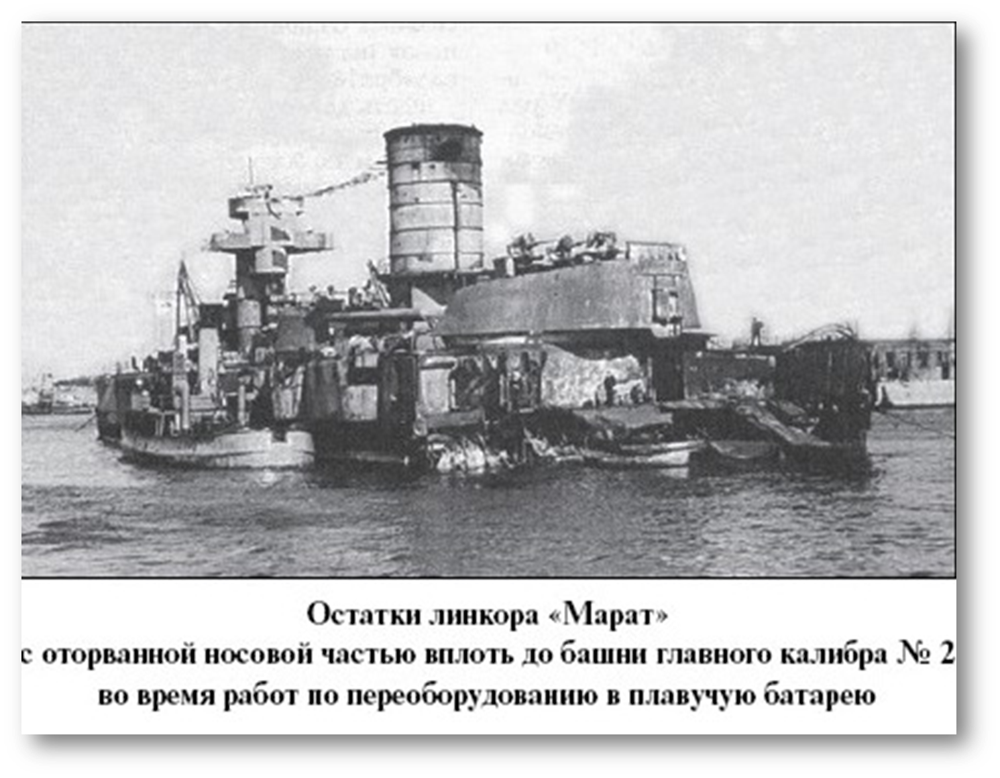 Остатки линкора «Марат»
с оторванной носовой частью вплоть до башни главного калибра № 2
во время работ по переоборудованию в плавучую батарею